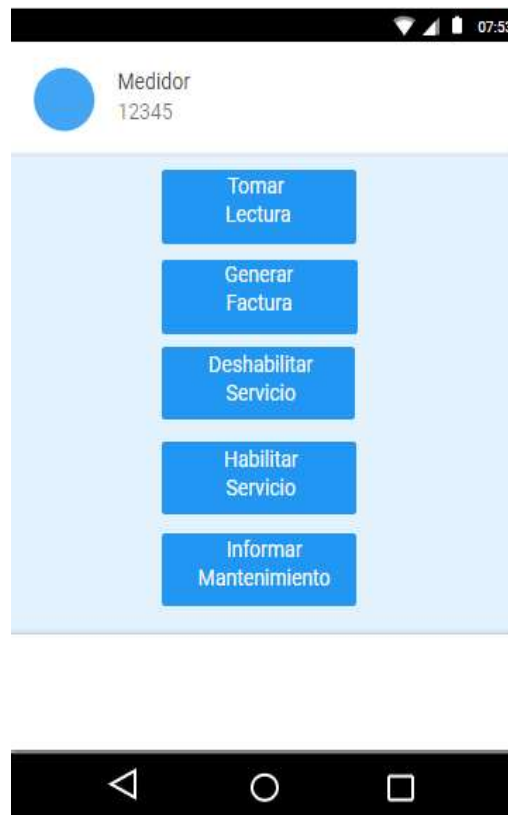 07:53
Medidor
12345
Tomar
Lectura
Generar
Factura
Deshabilitar
Servicio
Habilitar
Servicio
Informar
Mantenimiento